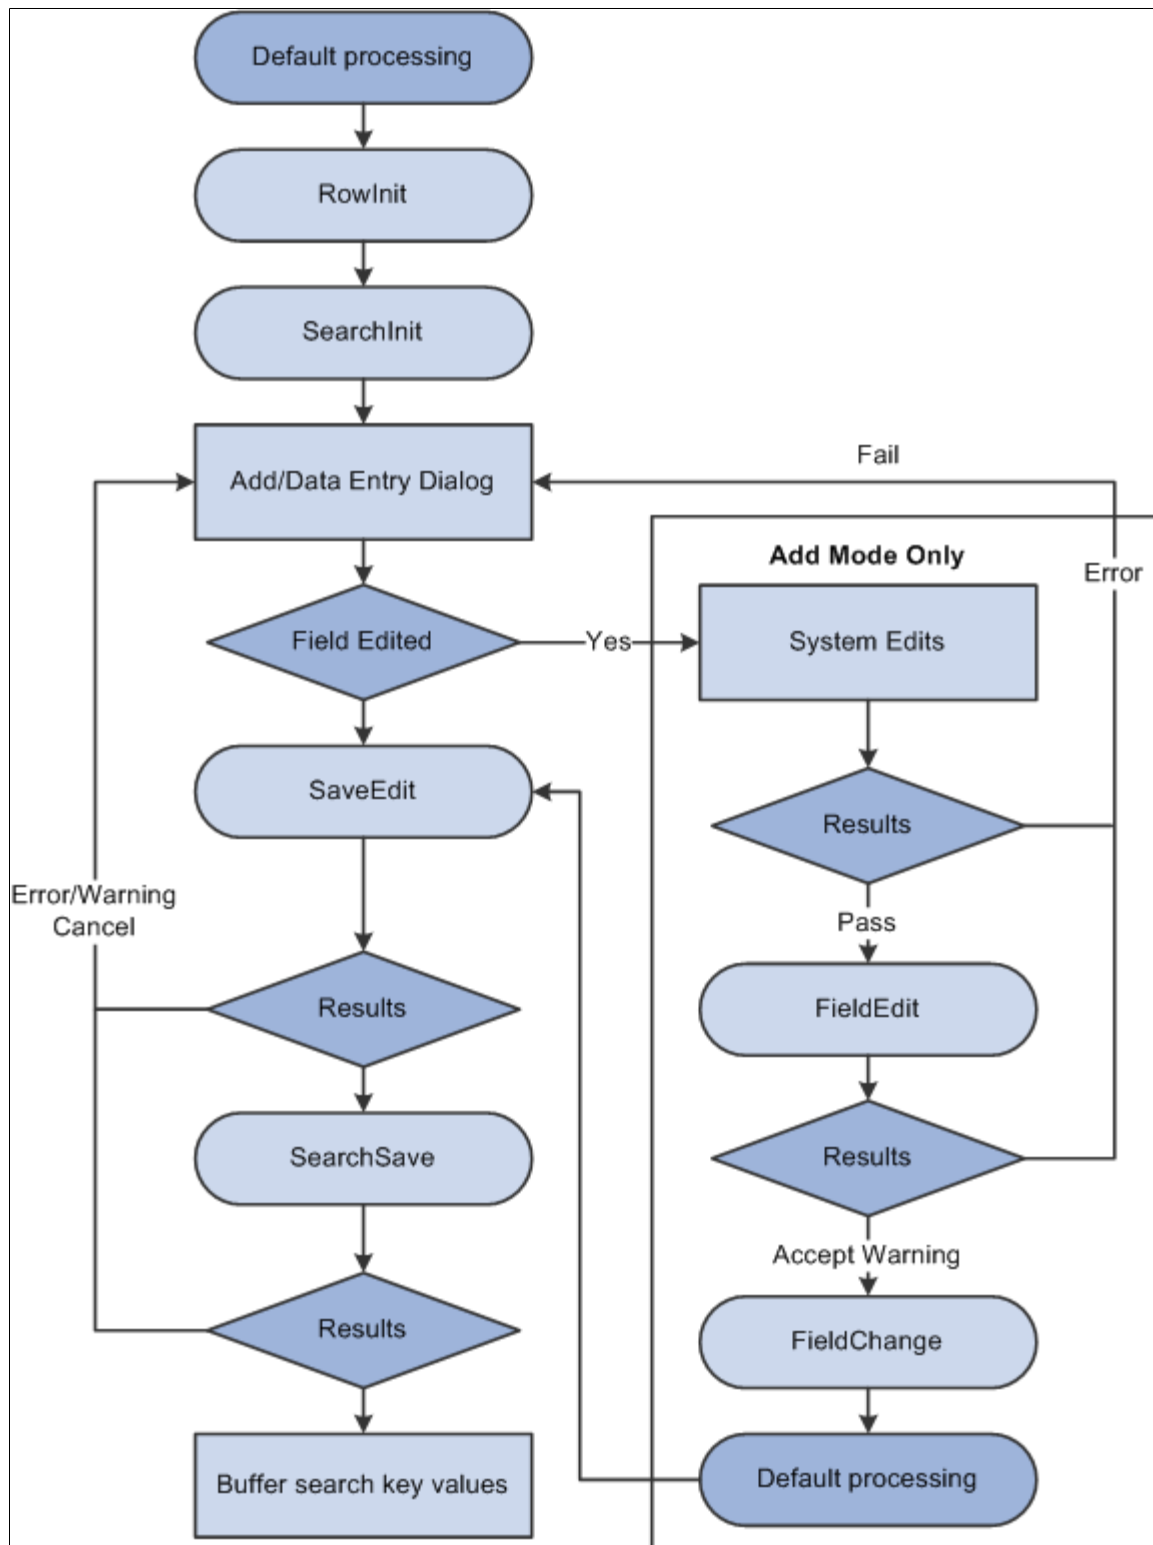 Default processing
RowInit
SearchInit
Add/Data Entry Dialog
Fail
Add Mode Only
Error
Field Edited
Yes
System Edits
SaveEdit
Results
Error/Warning
Cancel
Pass
Results
FieldEdit
SearchSave
Results
Accept Warning
Results
FieldChange
Buffer search key values
Default processing